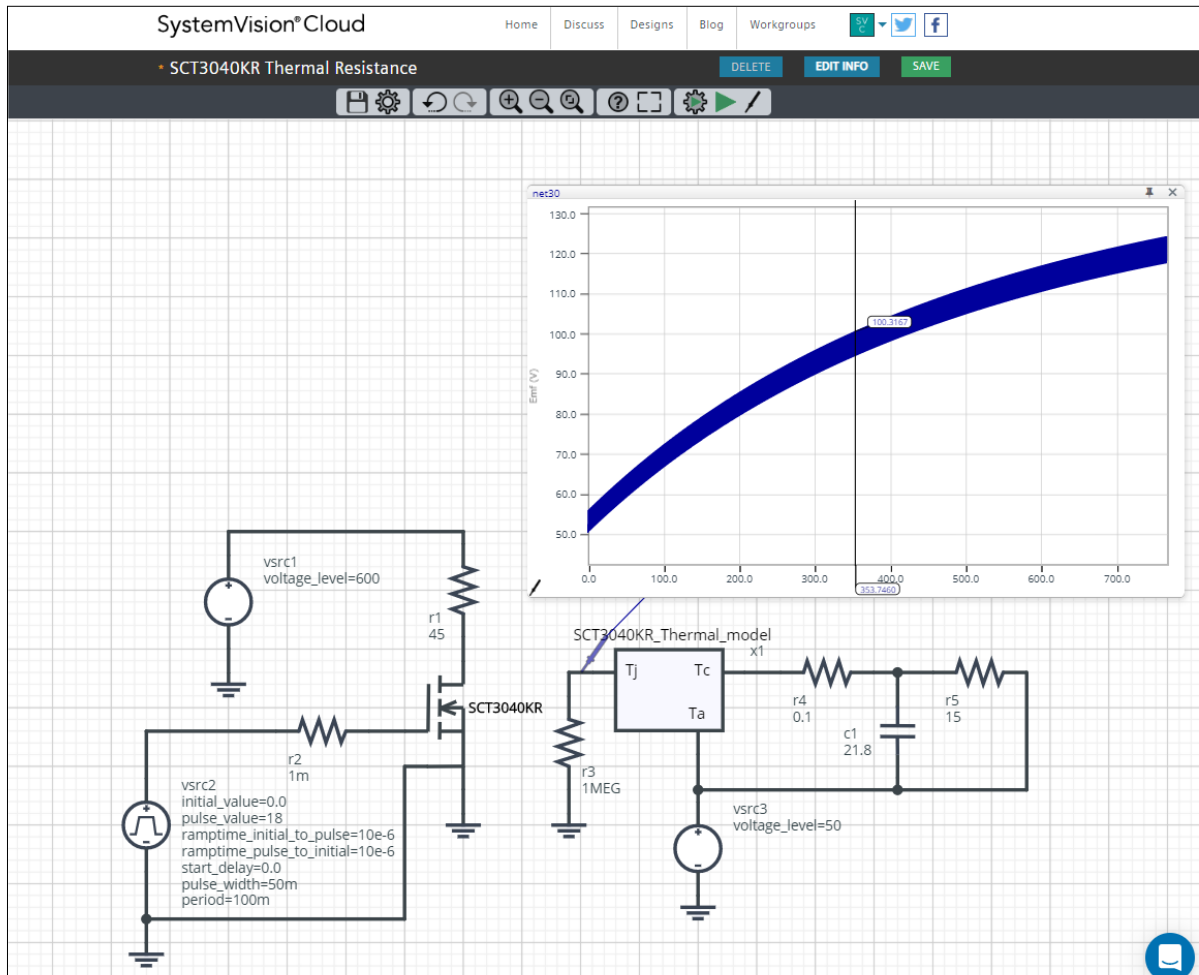 SystemVision® Cloud
Home Discuss Designs Blog Workgroups SV C f
* SCT3040KR Thermal Resistance DELETE EDIT INFO SAVE
net30
130.0
120.0
110.0
100.0
90.0
80.0
70.0
60.0
50.0
Emf (V)
100.3167
0.0 100.0 200.0 300.0 400.0 500.0 600.0 700.0
353.7460
vsrc1
voltage_level=600
r1
45
SCT3040KR
r2
1m
vsrc2
initial_value=0.0
pulse_value=18
ramptime_initial_to_pulse=10e-6
ramptime_pulse_to_initial=10e-6
start_delay=0.0
pulse_width=50m
period=100m
SCT3040KR_Thermal_model
x1
Tj Tc
Ta
r3
1MEG
r4
0.1
c1
21.8
r5
15
vsrc3
voltage_level=50